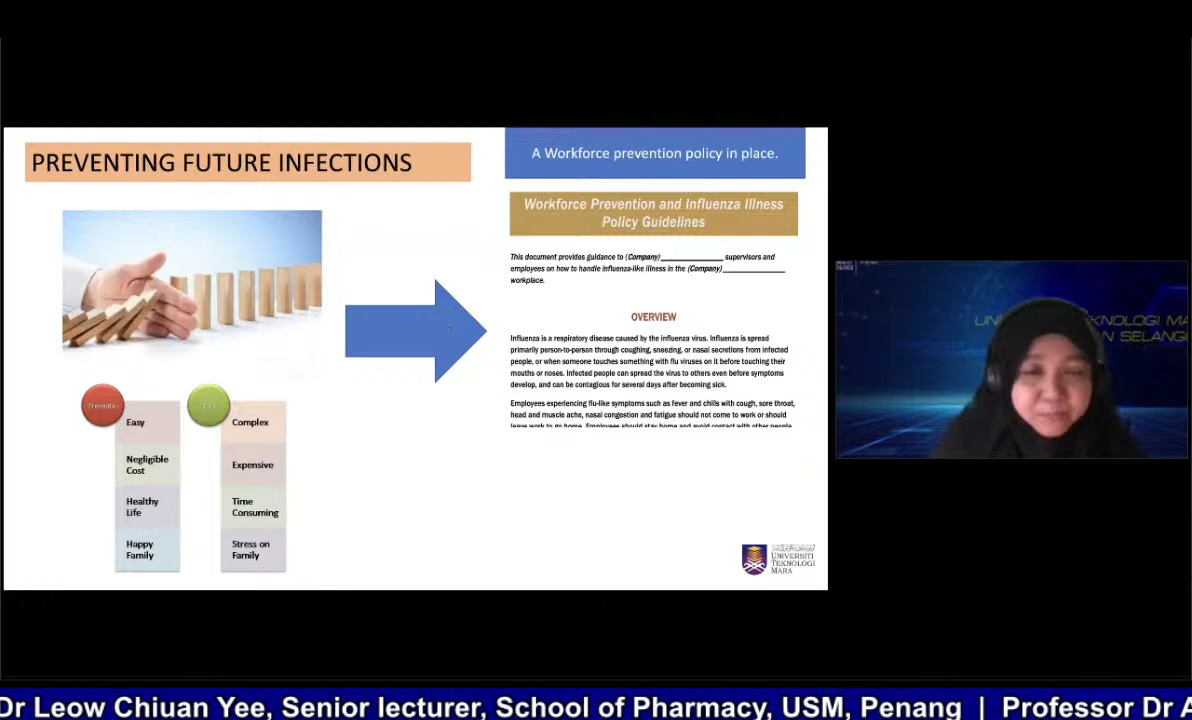 PREVENTING FUTURE INFECTIONS
A Workforce prevention policy in place.
Workforce Prevention and Influenza Illness
Policy Guidelines
This document provides guidance to (Company)______________ supervisors and
employees on how to handle influenza-like illness in the (Company)______________
workplace.
OVERVIEW
Influenza is a respiratory disease caused by the influenza virus. Influenza is spread
primarily person-to-person through coughing, sneezing, or nasal secretions from infected
people, or when someone touches something with flu viruses on it before touching their
mouths or noses. Infected people can spread the virus to others even before symptoms
develop, and can be contagious for several days after becoming sick.
Employees experiencing flu-like symptoms such as fever and chills with cough, sore throat,
head and muscle ache, nasal congestion and fatigue should not come to work or should
leave work to go home. Employees should stay home and avoid contact with other people
Prevention
Easy
Negligible
Cost
Healthy
Life
Happy
Family
Complex
Expensive
Time
Consuming
Stress on
Family
UNIVERSITI
TEKNOLOGI
MARA
Dr Leow Chiuan Yee, Senior lecturer, School of Pharmacy, USM, Penang | Professor Dr A